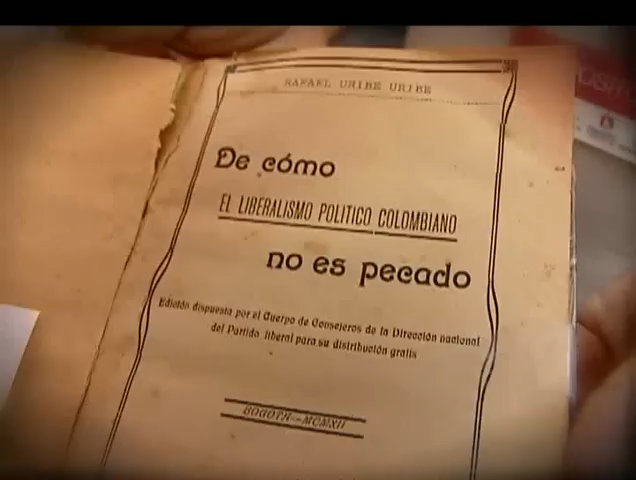 RAFAEL URIBE URIBE
De cómo
EL LIBERALISMO POLITICO COLOMBIANO
no es pecado
Edición dispuesta por el Cuerpo de Consejeros de la Dirección nacional
del Partido liberal para su distribución gratis
BOGOTA—MCMXII